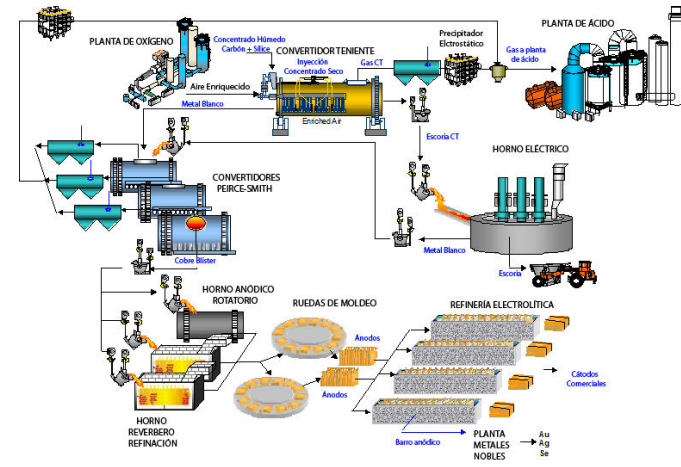 PLANTA DE OXÍGENO
Concentrado Húmedo
Carbón + Sílice
CONVERTIDOR TENIENTE
Inyección
Concentrado Seco
Gas CT
Precipitador
Elctrostático
PLANTA DE ÁCIDO
Gas a planta
de ácido
Aire Enriquecido
Metal Blanco
Enriched Air
Escoria CT
HORNO ELÉCTRICO
CONVERTIDORES
PEIRCE-SMITH
Metal Blanco
Escoria
Cobre Blíster
HORNO ANÓDICO
ROTATORIO
RUEDAS DE MOLDEO
REFINERÍA ELECTROLÍTICA
Anodos
Anodos
Cátodos
Comerciales
HORNO
REVERBERO
REFINACIÓN
Barro anódico
PLANTA
METALES
NOBLES
Au
Ag
Se